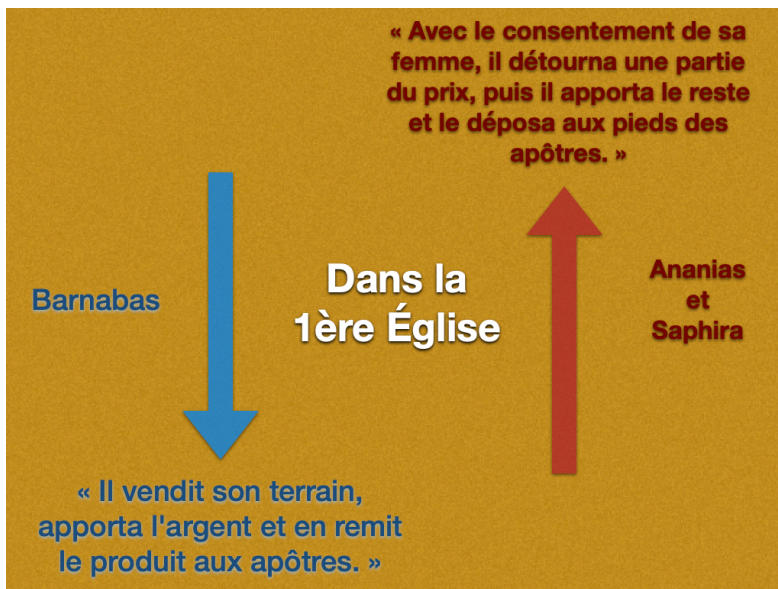 « Avec le consentement de sa
femme, il détourna une partie
du prix, puis il apporta le reste
et le déposa aux pieds des
apôtres. »
Barnabas
Dans la
1ère Église
Ananias
et
Saphira
« Il vendit son terrain,
apporta l'argent et en remit
le produit aux apôtres. »